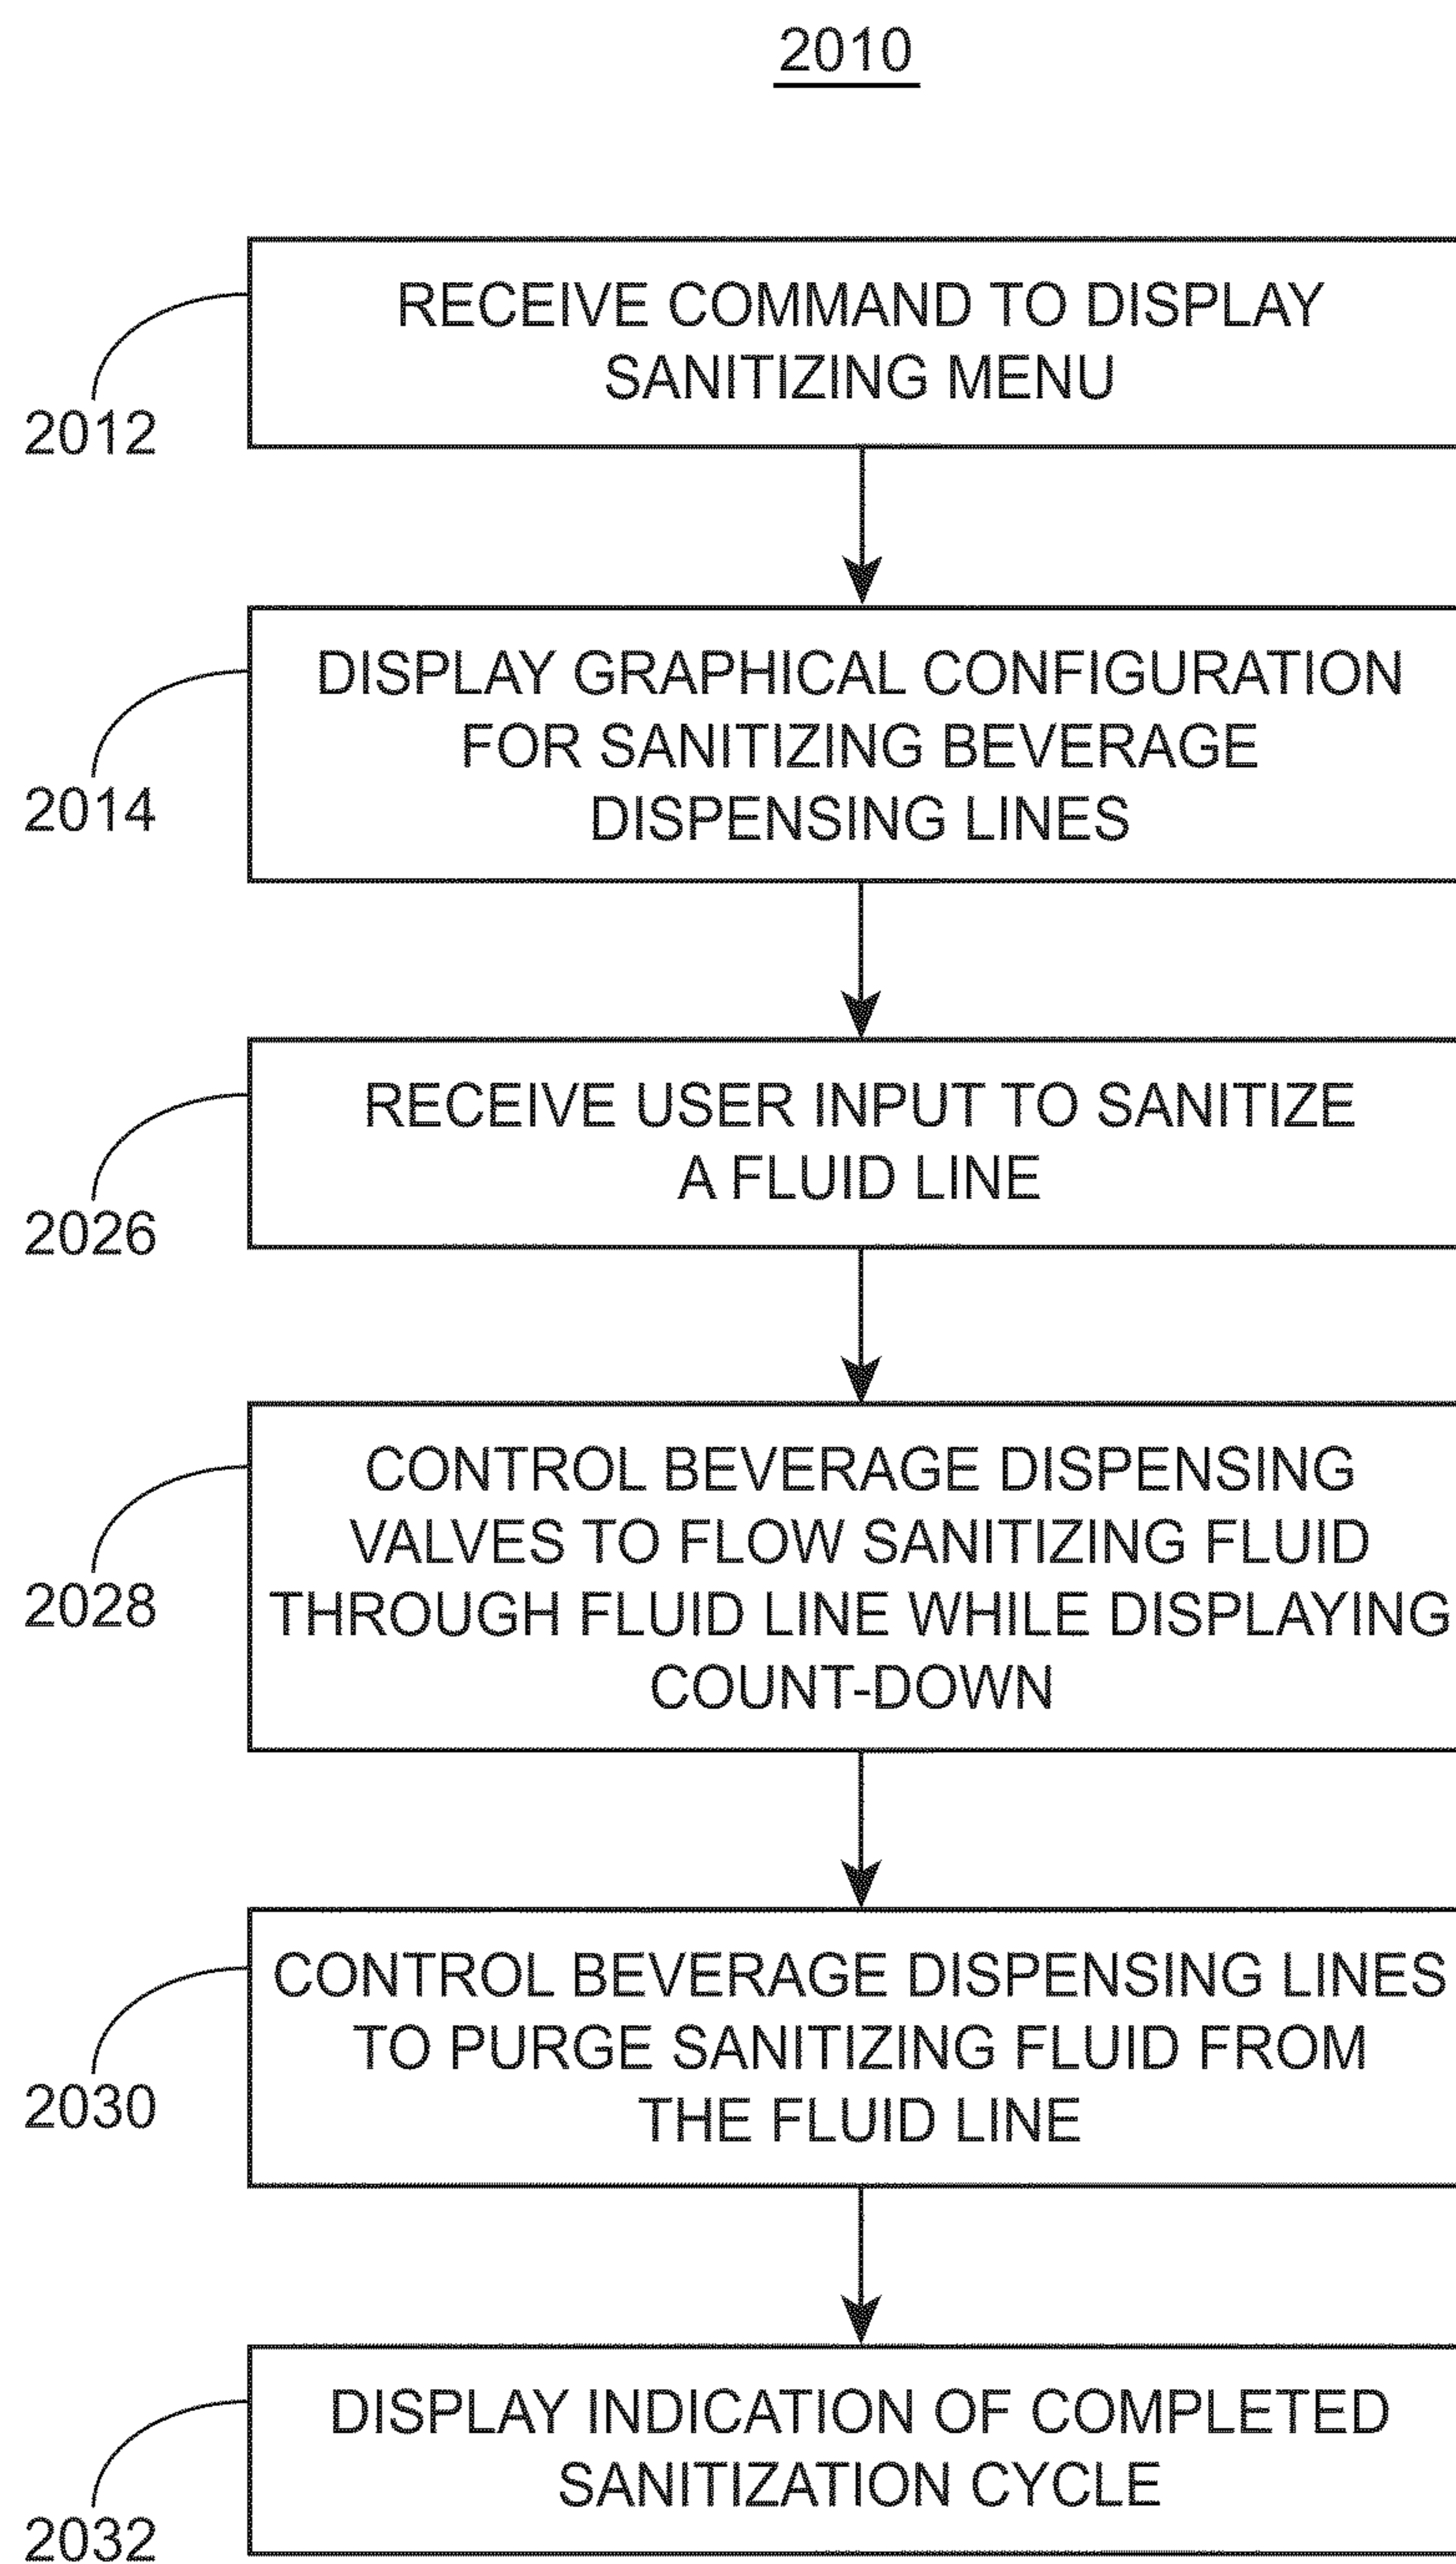 2010
RECEIVE COMMAND TO DISPLAY
SANITIZING MENU
2012
DISPLAY GRAPHICAL CONFIGURATION
FOR SANITIZING BEVERAGE
DISPENSING LINES
2014
RECEIVE USER INPUT TO SANITIZE
A FLUID LINE
2026
CONTROL BEVERAGE DISPENSING
VALVES TO FLOW SANITIZING FLUID
THROUGH FLUID LINE WHILE DISPLAYING
COUNT-DOWN
2028
CONTROL BEVERAGE DISPENSING LINES
TO PURGE SANITIZING FLUID FROM
THE FLUID LINE
2030
DISPLAY INDICATION OF COMPLETED
SANITIZATION CYCLE
2032